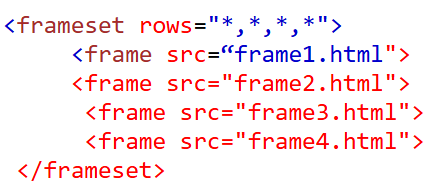 <frameset rows="*,*,*,*">
<frame src=“frame1.html">
<frame src="frame2.html">
<frame src="frame3.html">
<frame src="frame4.html">
</frameset>